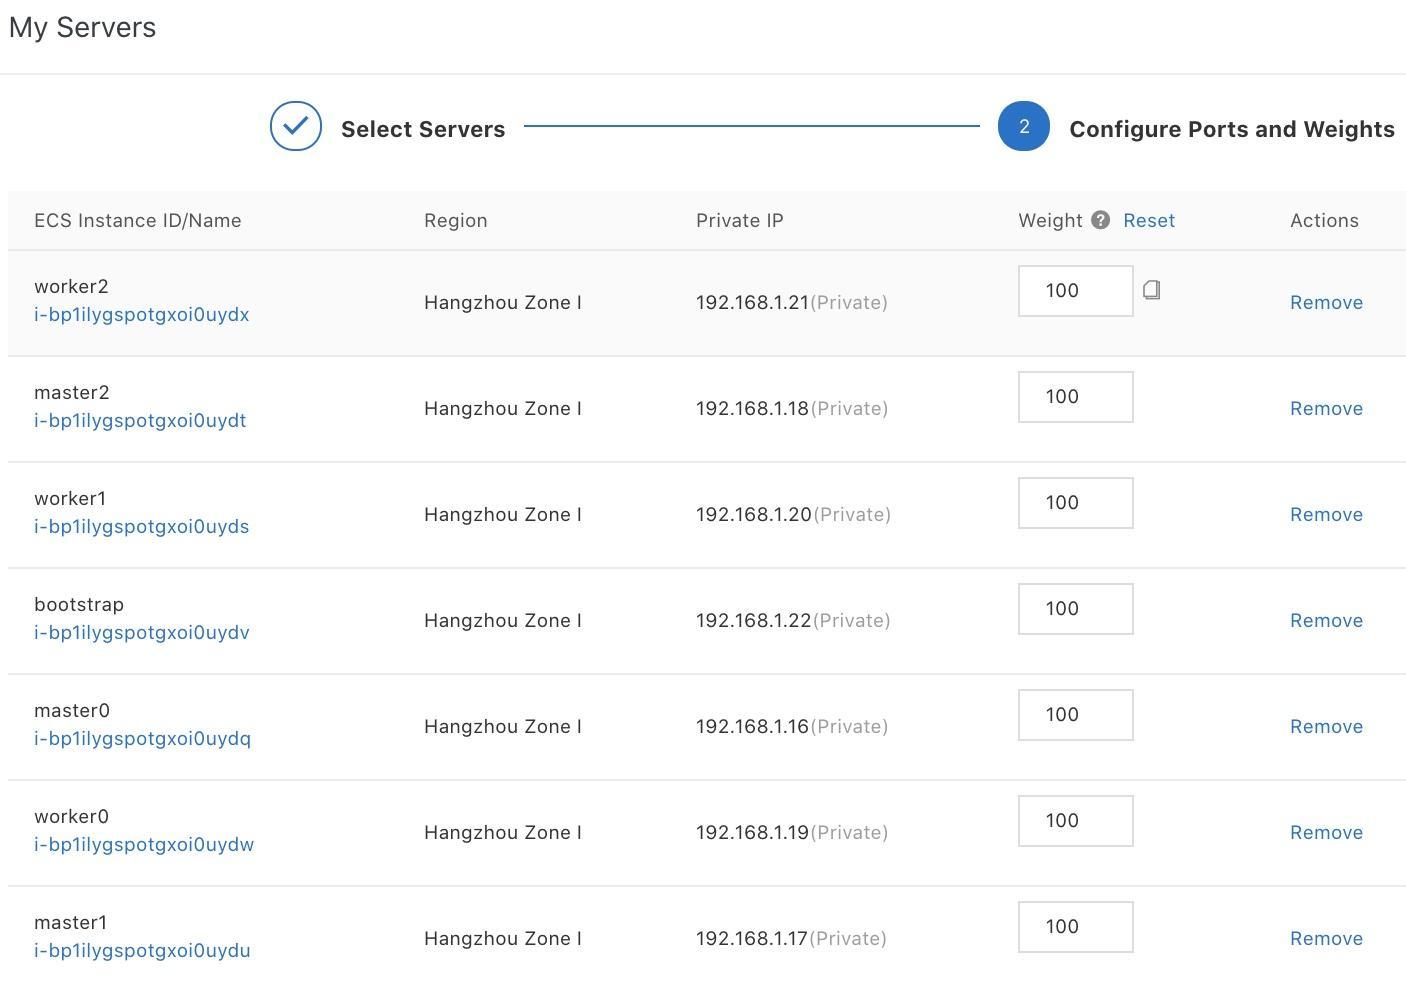 My Servers
Select Servers
2 Configure Ports and Weights
ECS Instance ID/Name Region Private IP Weight ? Reset Actions
worker2
i-bp1ilygspotgxoi0uydx Hangzhou Zone I 192.168.1.21(Private) 100 Remove
master2
i-bp1ilygspotgxoi0uydt Hangzhou Zone I 192.168.1.18(Private) 100 Remove
worker1
i-bp1ilygspotgxoi0uyds Hangzhou Zone I 192.168.1.20(Private) 100 Remove
bootstrap
i-bp1ilygspotgxoi0uydv Hangzhou Zone I 192.168.1.22(Private) 100 Remove
master0
i-bp1ilygspotgxoi0uydq Hangzhou Zone I 192.168.1.16(Private) 100 Remove
worker0
i-bp1ilygspotgxoi0uydw Hangzhou Zone I 192.168.1.19(Private) 100 Remove
master1
i-bp1ilygspotgxoi0uydu Hangzhou Zone I 192.168.1.17(Private) 100 Remove